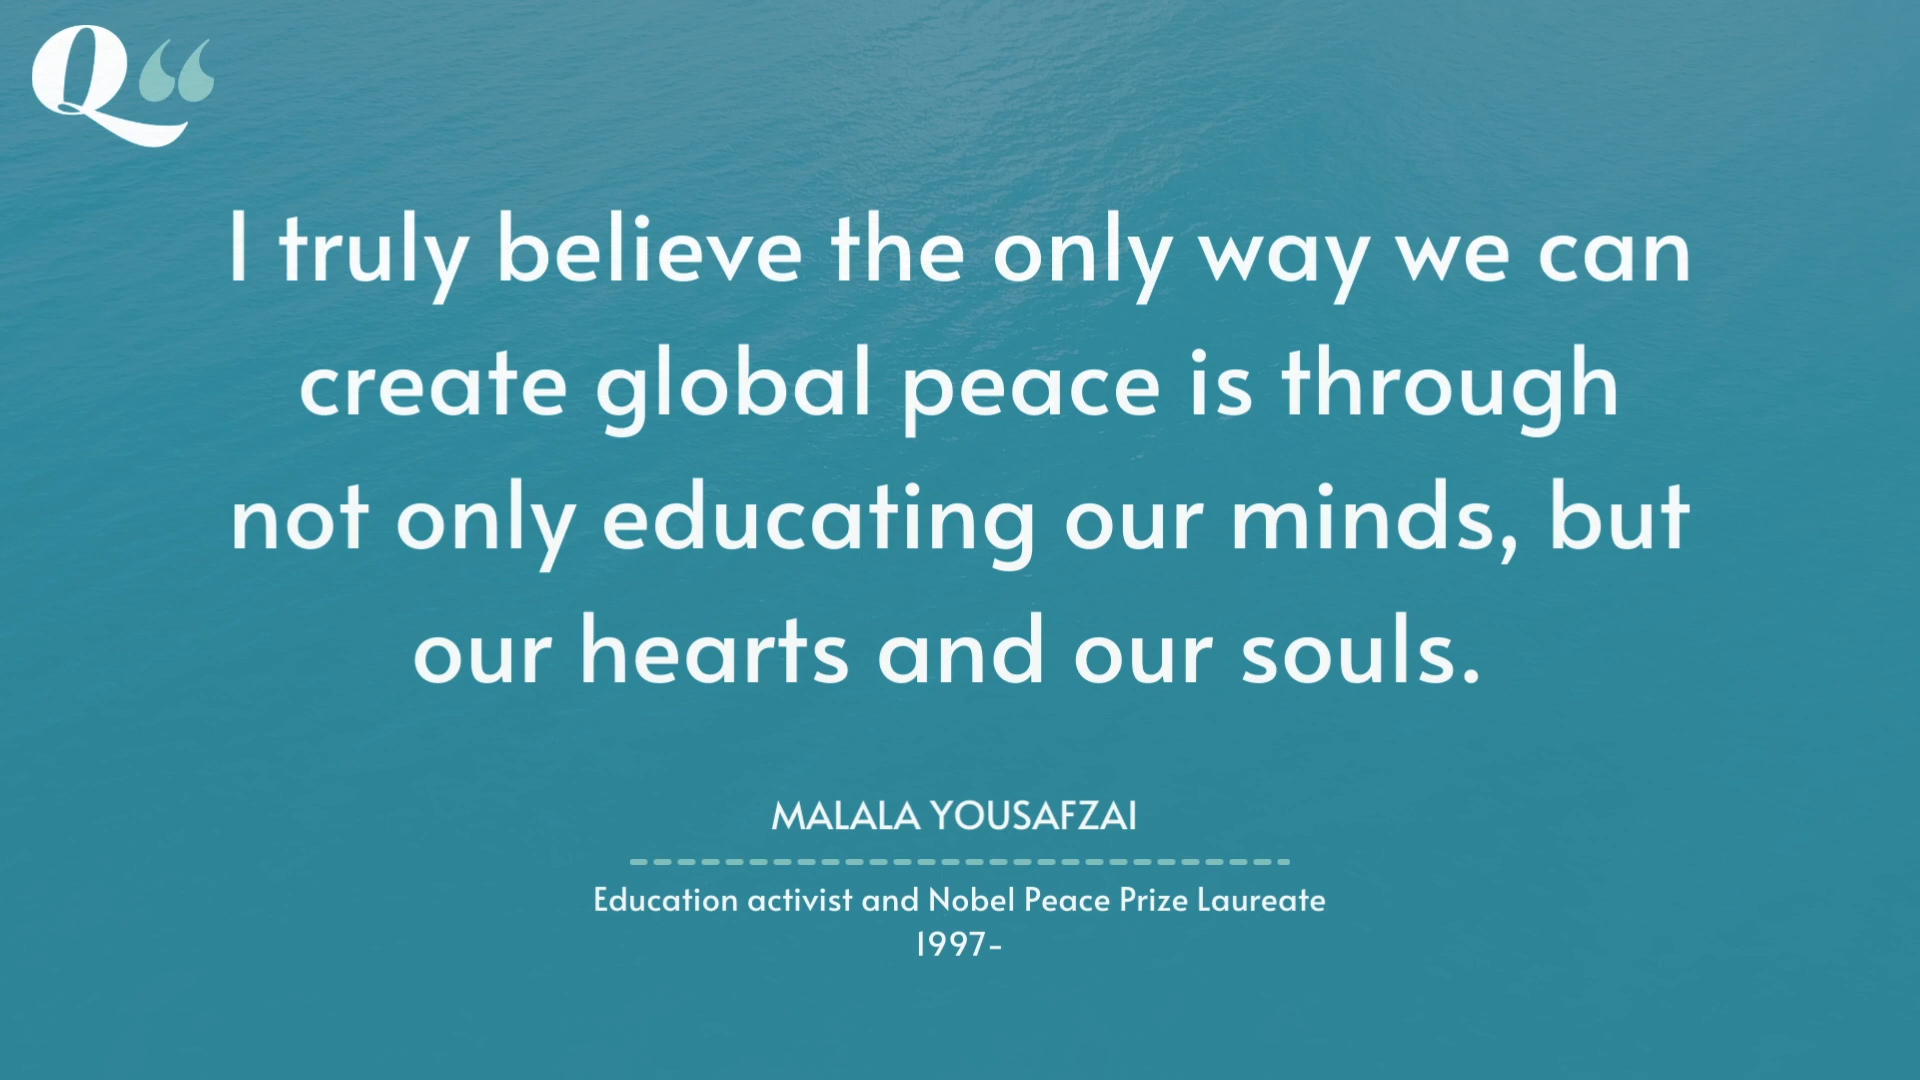 Q“
I truly believe the only way we can
create global peace is through
not only educating our minds, but
our hearts and our souls.
MALALA YOUSAFZAI
Education activist and Nobel Peace Prize Laureate
1997-